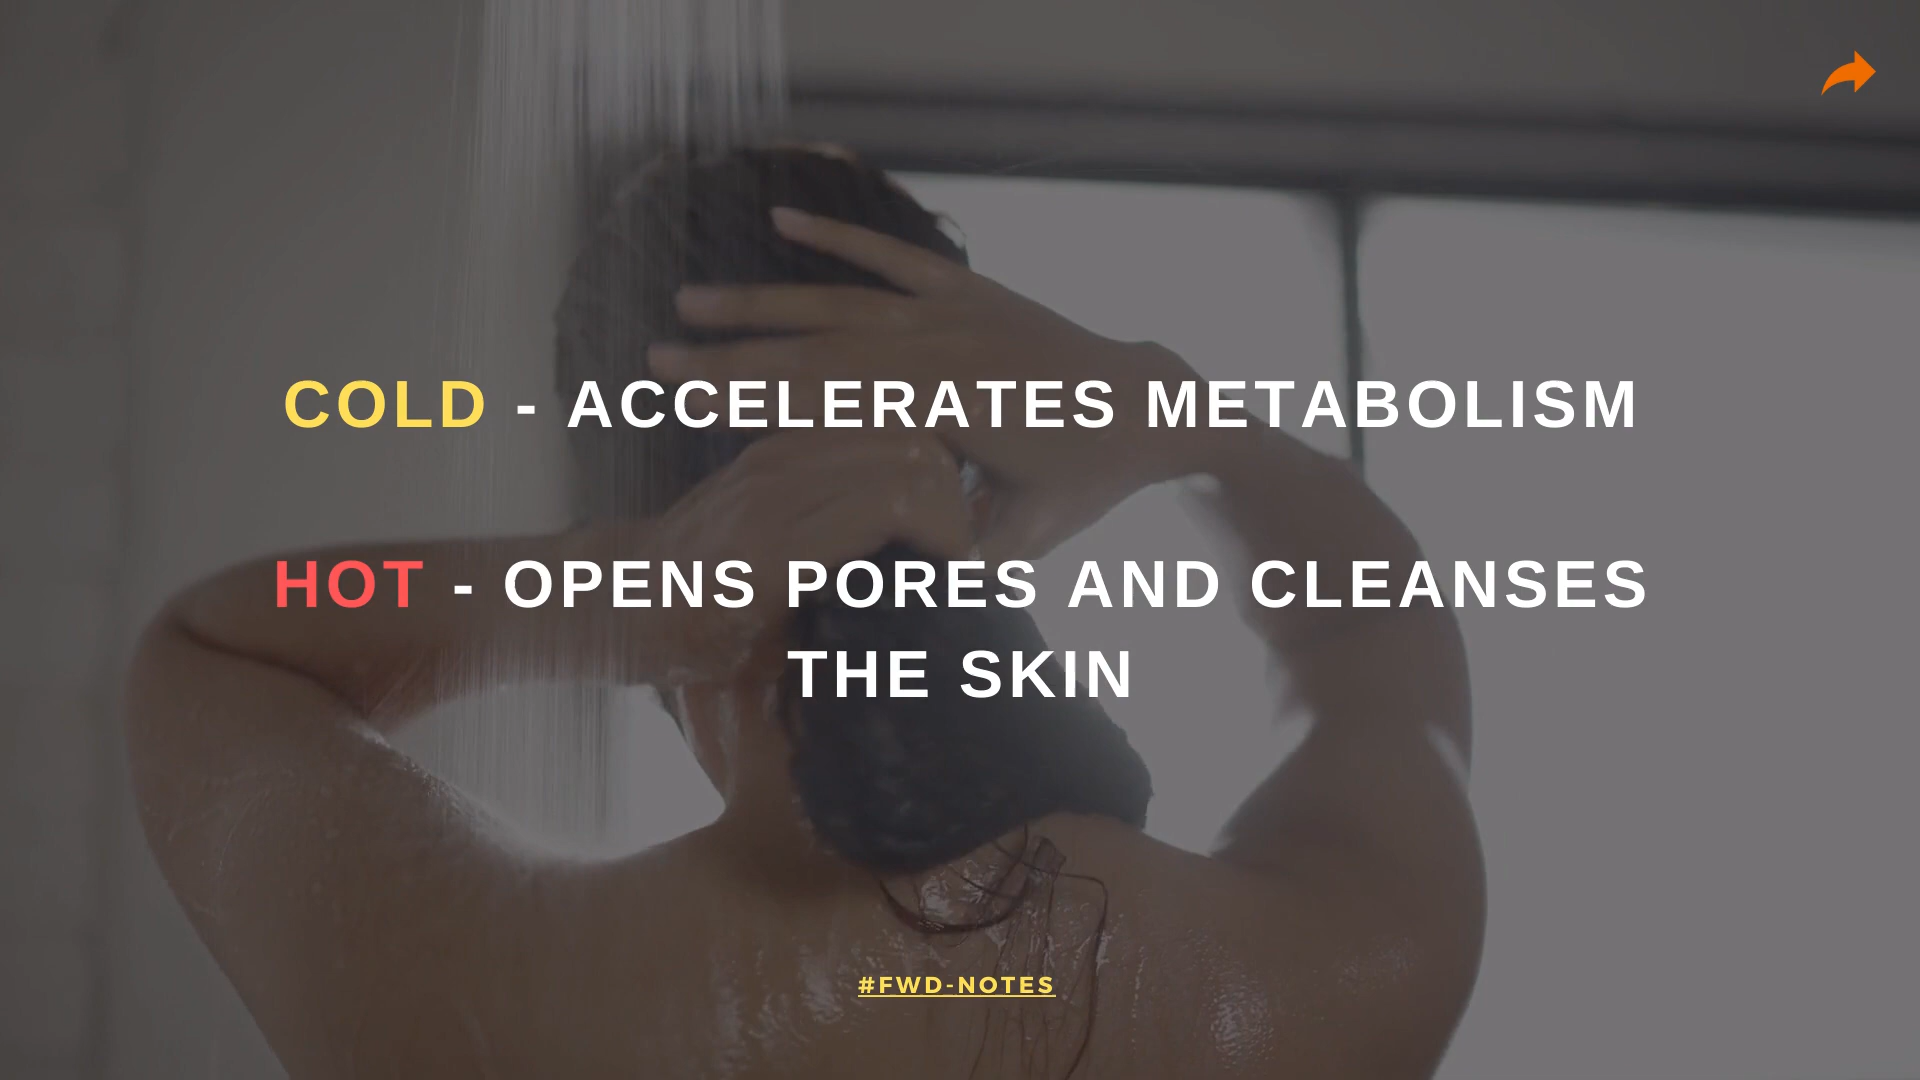 COLD - ACCELERATES METABOLISM
HOT - OPENS PORES AND CLEANSES
THE SKIN
#FWD-NOTES